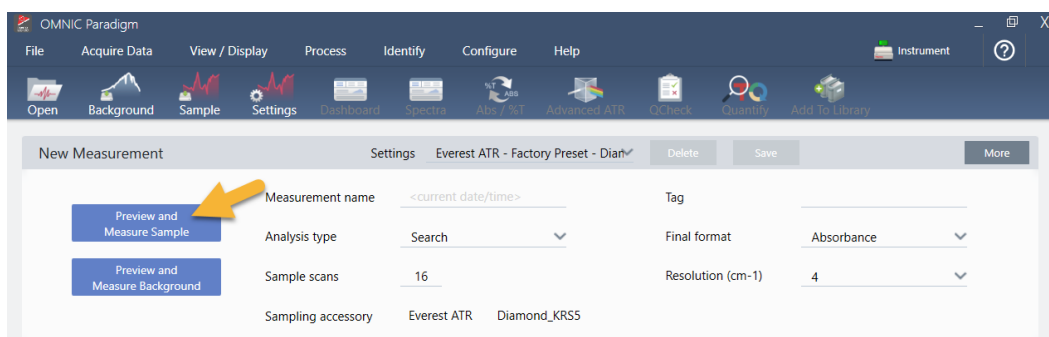 OMNIC Paradigm
File Acquire Data View / Display Process Identify Configure Help Instrument ?
%T ABS
Open Background Sample Settings Dashboard Spectra Abs / %T Advanced ATR QCheck Quantify Add To Library
New Measurement Settings Everest ATR - Factory Preset - Diar Delete Save More
Measurement name <current date/time> Tag
Preview and
Measure Sample
Analysis type Search Final format Absorbance
Preview and
Measure Background
Sample scans 16 Resolution (cm-1) 4
Sampling accessory Everest ATR Diamond_KRS5